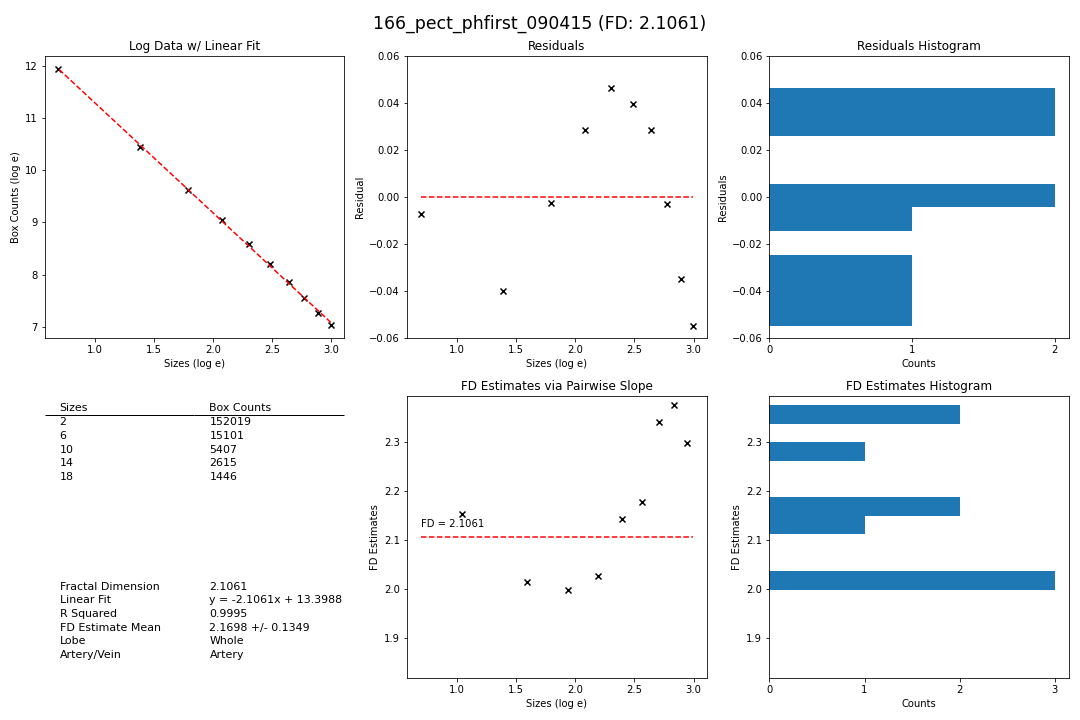 166_pect_phfirst_090415 (FD: 2.1061)
Log Data w/ Linear Fit
12
11
10
9
8
7
Box Counts (log e)
1.0 1.5 2.0 2.5 3.0
Sizes (log e)
Residuals
0.06
0.04
0.02
0.00
−0.02
−0.04
−0.06
Residual
1.0 1.5 2.0 2.5 3.0
Sizes (log e)
Residuals Histogram
0.06
0.04
0.02
0.00
−0.02
−0.04
−0.06
Residuals
0 1 2
Counts
Sizes Box Counts
2 152019
6 15101
10 5407
14 2615
18 1446
Fractal Dimension 2.1061
Linear Fit y = -2.1061x + 13.3988
R Squared 0.9995
FD Estimate Mean 2.1698 +/- 0.1349
Lobe Whole
Artery/Vein Artery
FD Estimates via Pairwise Slope
2.3
2.2
2.1
2.0
1.9
FD Estimates
FD = 2.1061
1.0 1.5 2.0 2.5 3.0
Sizes (log e)
FD Estimates Histogram
2.3
2.2
2.1
2.0
1.9
FD Estimates
0 1 2 3
Counts